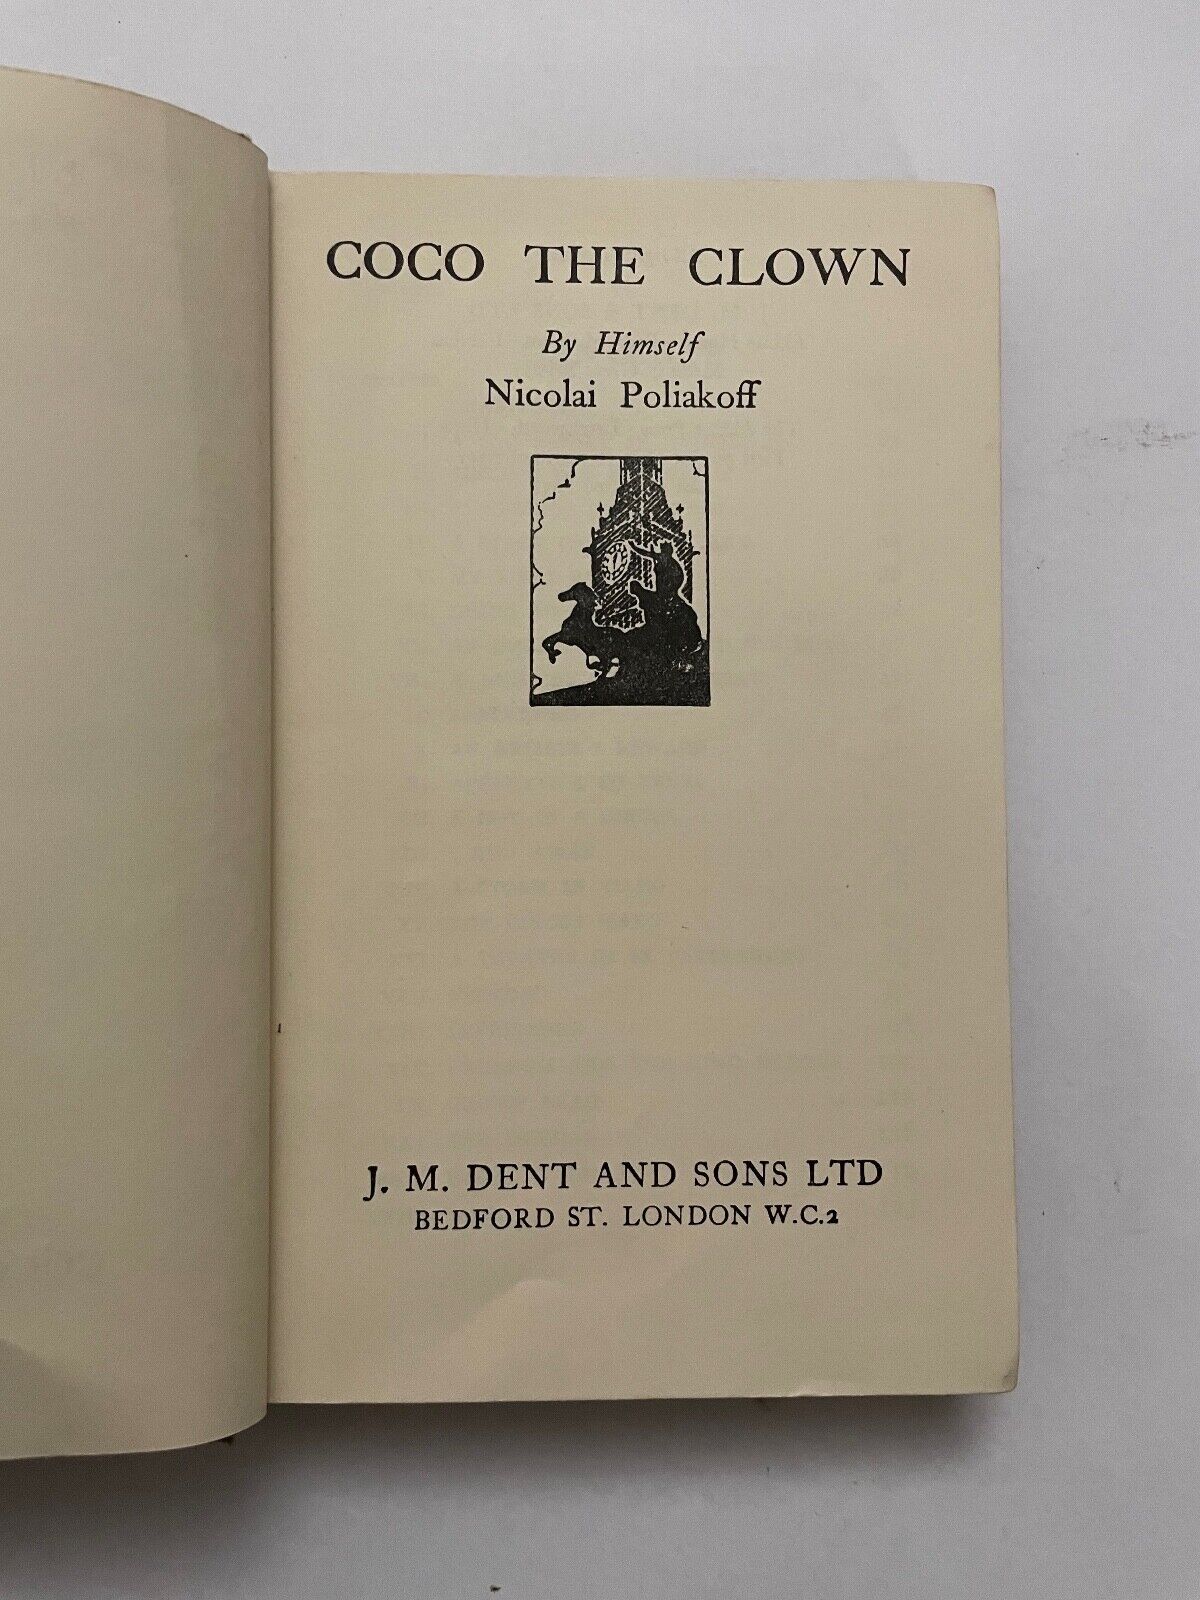 COCO THE CLOWN
By Himself
Nicolai Poliakoff
J. M. DENT AND SONS LTD
BEDFORD ST. LONDON W.C.2